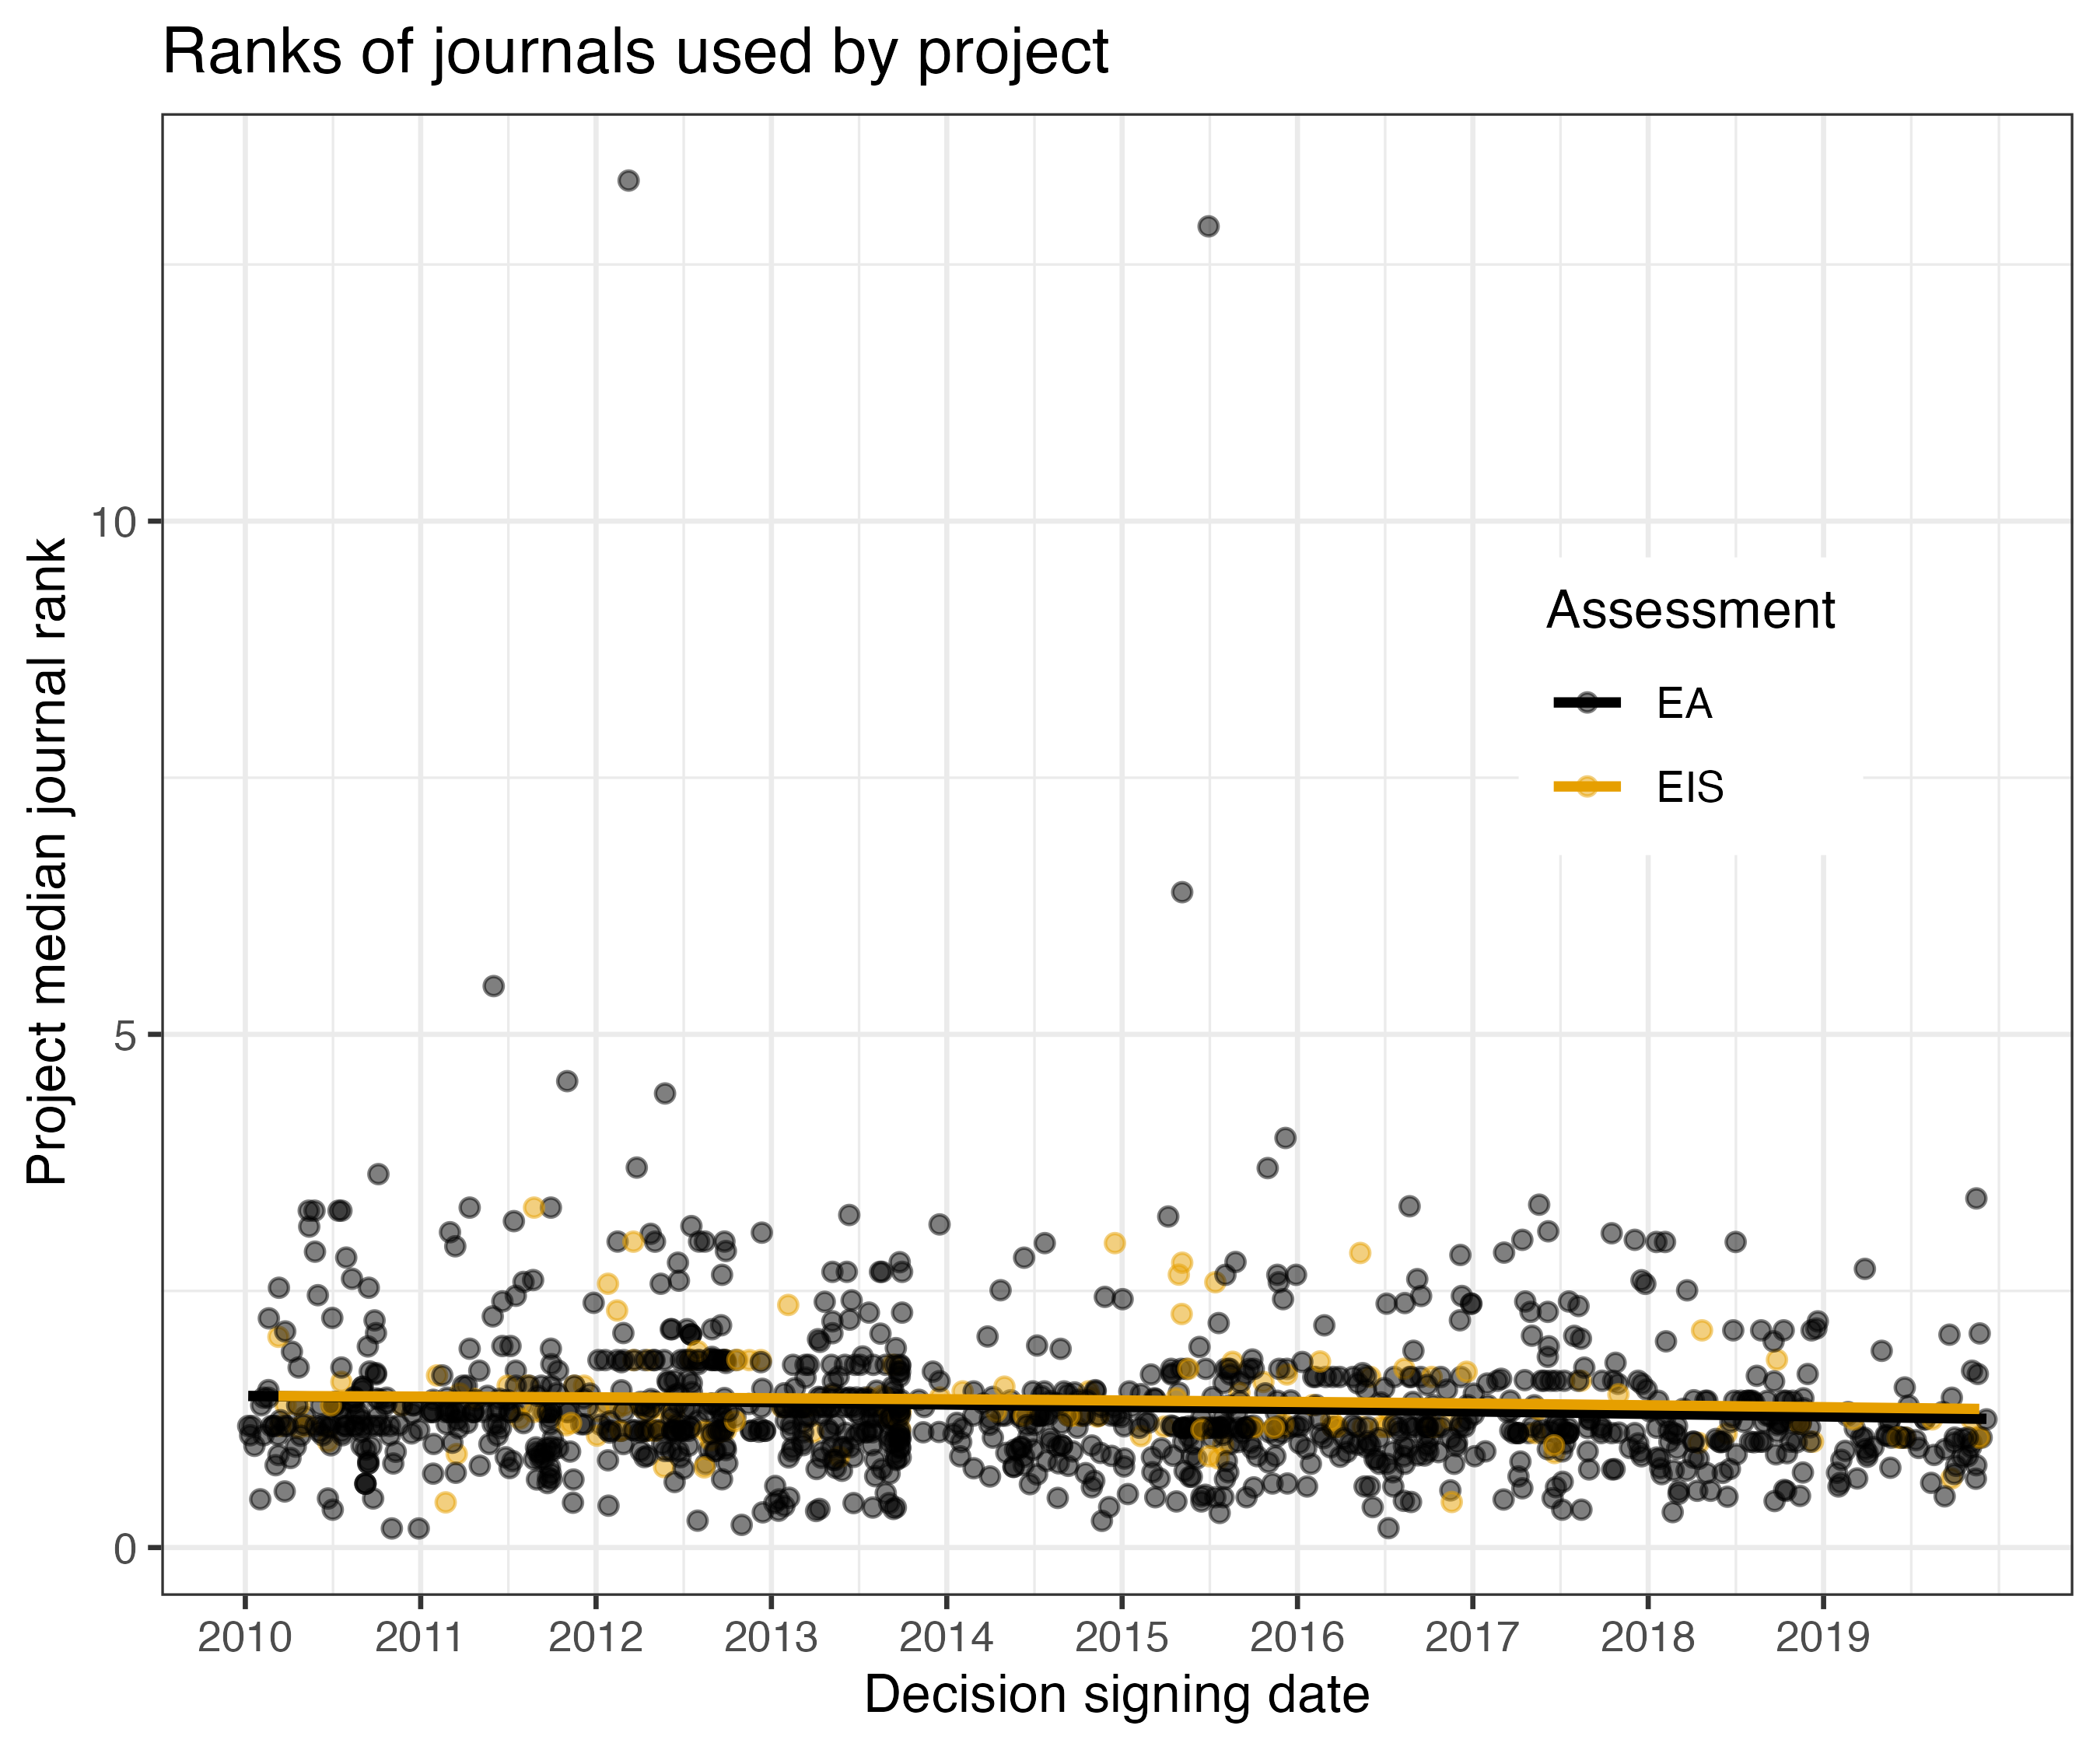 Ranks of journals used by project
Project median journal rank
10
5
0
Assessment
EA
EIS
2010 2011 2012 2013 2014 2015 2016 2017 2018 2019
Decision signing date